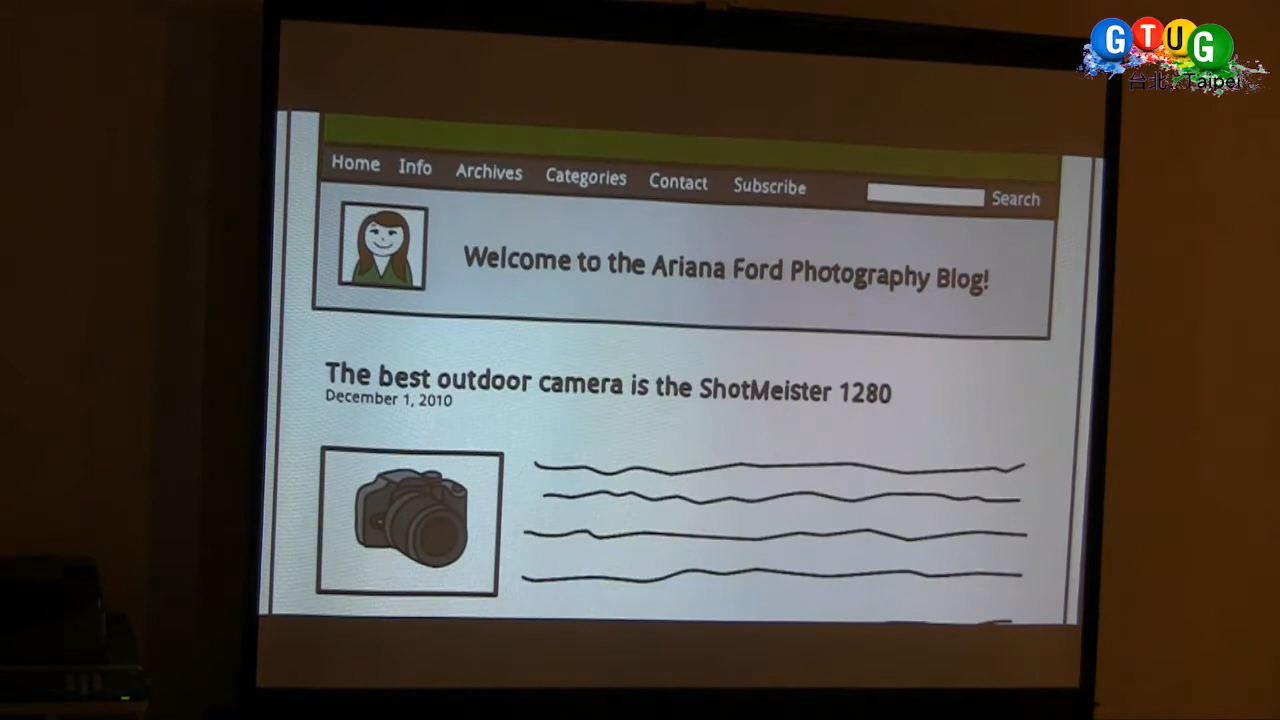 GTUG
台北, Taipei
Home Info Archives Categories Contact Subscribe Search
Welcome to the Ariana Ford Photography Blog!
The best outdoor camera is the ShotMeister 1280
December 1, 2010